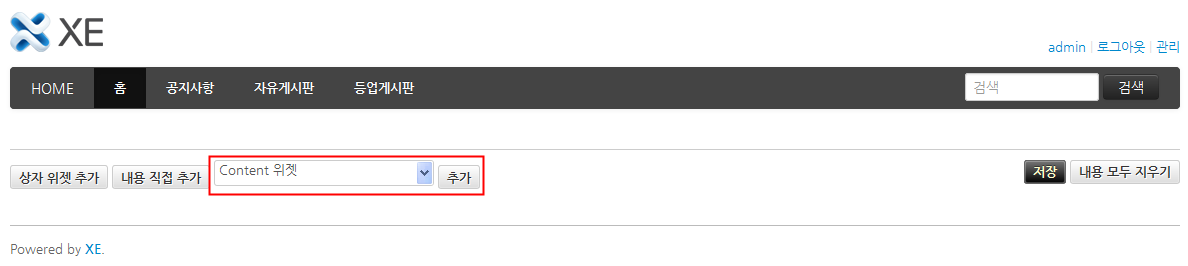 XE
admin | 로그아웃 | 관리
HOME 홈 공지사항 자유게시판 등업게시판 검색 검색
상자 위젯 추가 내용 직접 추가 Content 위젯 추가 저장 내용 모두 지우기
Powered by XE.